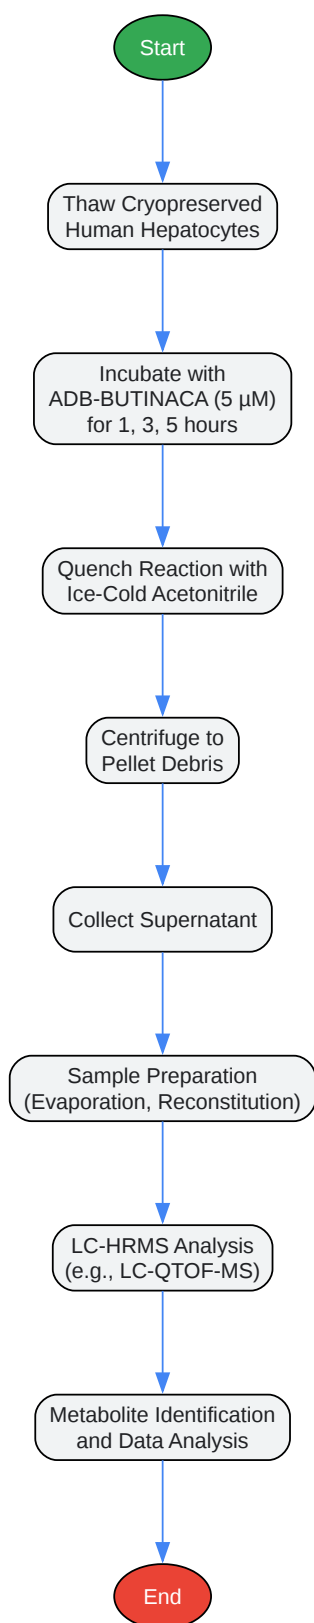 Start
Thaw Cryopreserved
Human Hepatocytes
Incubate with
ADB-BUTINACA (5 µM)
for 1, 3, 5 hours
Quench Reaction with
Ice-Cold Acetonitrile
Centrifuge to
Pellet Debris
Collect Supernatant
Sample Preparation
(Evaporation, Reconstitution)
LC-HRMS Analysis
(e.g., LC-QTOF-MS)
Metabolite Identification
and Data Analysis
End